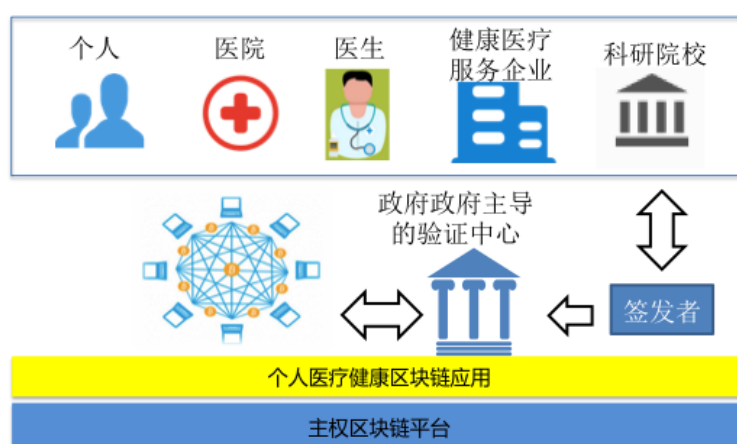 个人
医院
医生
健康医疗
服务企业
科研院校
政府政府主导
的验证中心
签发者
个人医疗健康区块链应用
主权区块链平台